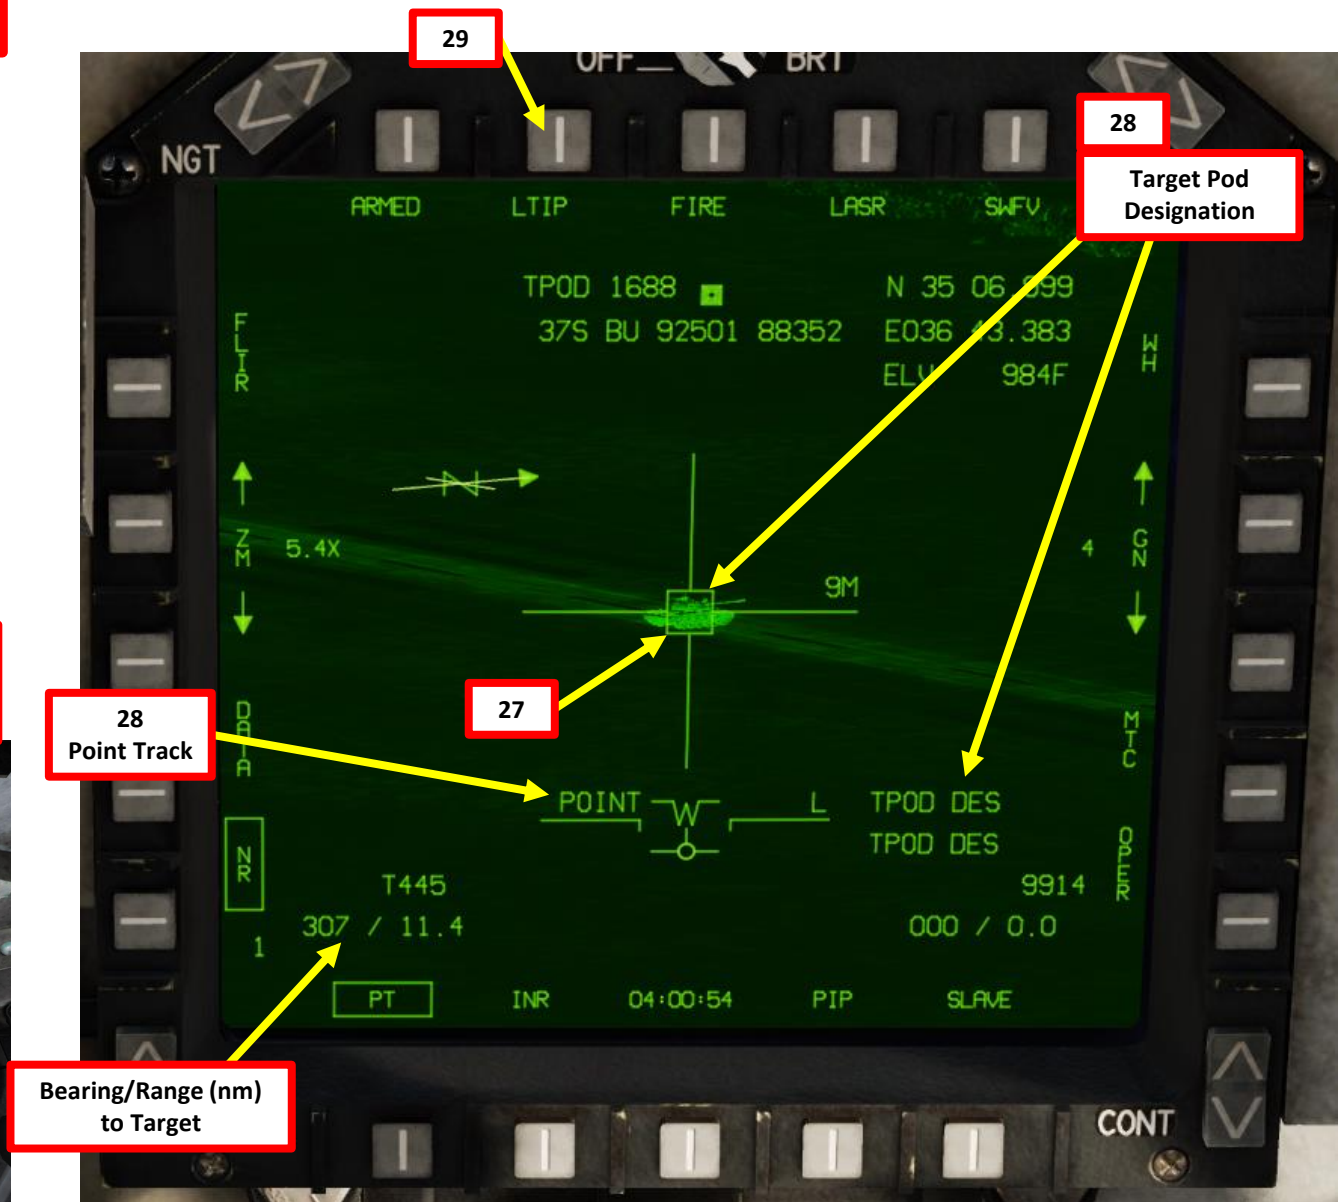 29
OFF
BRT
28
Target Pod
Designation
NGT
ARMED LTIP FIRE LASR SWFV
TPOD 1688
N 35 06.899
37S BU 92501 88352
E036 43.383
ELV 984F
FLIR
WH
ZM
5.4X
4
GN
9M
27
28
Point Track
DATA
MTC
POINT
W
L
TPOD DES
TPOD DES
NR
OPER
T445
9914
307 / 11.4
000 / 0.0
1
PT INR 04:00:54 PIP SLAVE
Bearing/Range (nm)
to Target
CONT
N